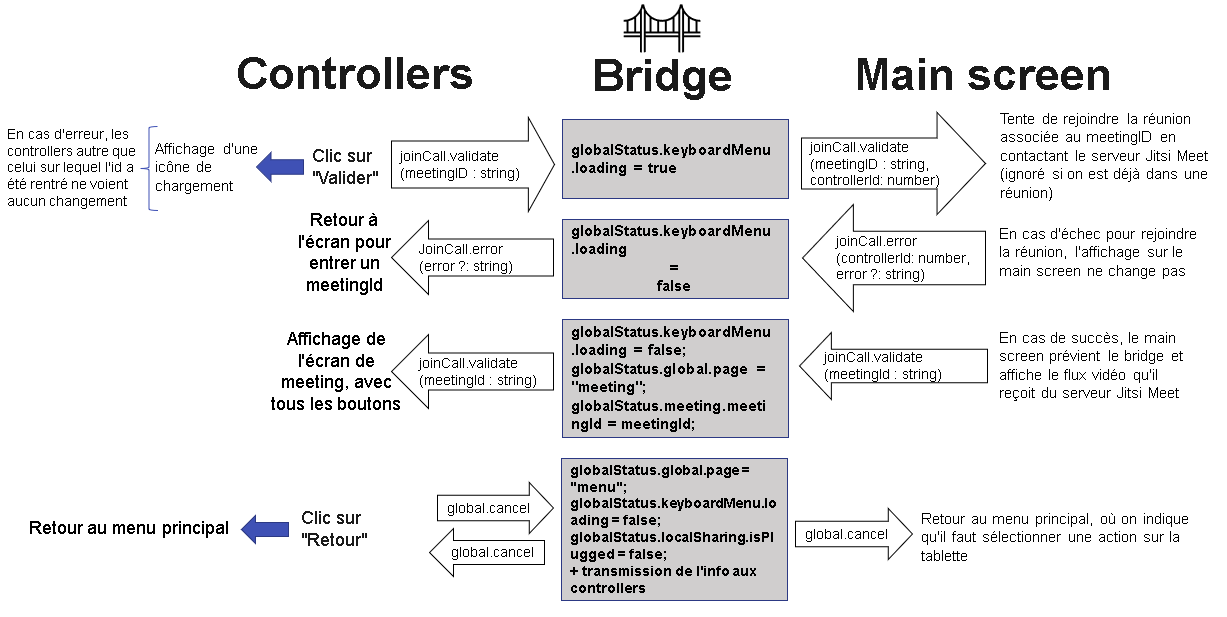 Controllers
Bridge
Main screen
En cas d'erreur, les
controllers autre que
celui sur lequel l'id a
été rentré ne voient
aucun changement
Affichage d'une
icône de
chargement
Clic sur
"Valider"
joinCall.validate
(meetingID : string)
globalStatus.keyboardMenu
.loading = true
joinCall.validate
(meetingID : string,
controllerId: number)
Tente de rejoindre la réunion
associée au meetingID en
contactant le serveur Jitsi Meet
(ignoré si on est déjà dans une
réunion)
Retour à
l'écran pour
entrer un
meetingId
JoinCall.error
(error ?: string)
globalStatus.keyboardMenu
.loading
=
false
joinCall.error
(controllerId: number,
error ?: string)
En cas d'échec pour rejoindre
la réunion, l'affichage sur le
main screen ne change pas
Affichage de
l'écran de
meeting, avec
tous les boutons
joinCall.validate
(meetingId : string)
globalStatus.keyboardMenu
.loading = false;
globalStatus.global.page =
"meeting";
globalStatus.meeting.meeti
ngId = meetingId;
joinCall.validate
(meetingId : string)
En cas de succès, le main
screen prévient le bridge et
affiche le flux vidéo qu'il
reçoit du serveur Jitsi Meet
Retour au menu principal
Clic sur
"Retour"
global.cancel
global.cancel
globalStatus.global.page=
"menu";
globalStatus.keyboardMenu.lo
ading=false;
globalStatus.localSharing.isPl
ugged=false;
+ transmission de l'info aux
controllers
global.cancel
Retour au menu principal, où on indique
qu'il faut sélectionner une action sur la
tablette